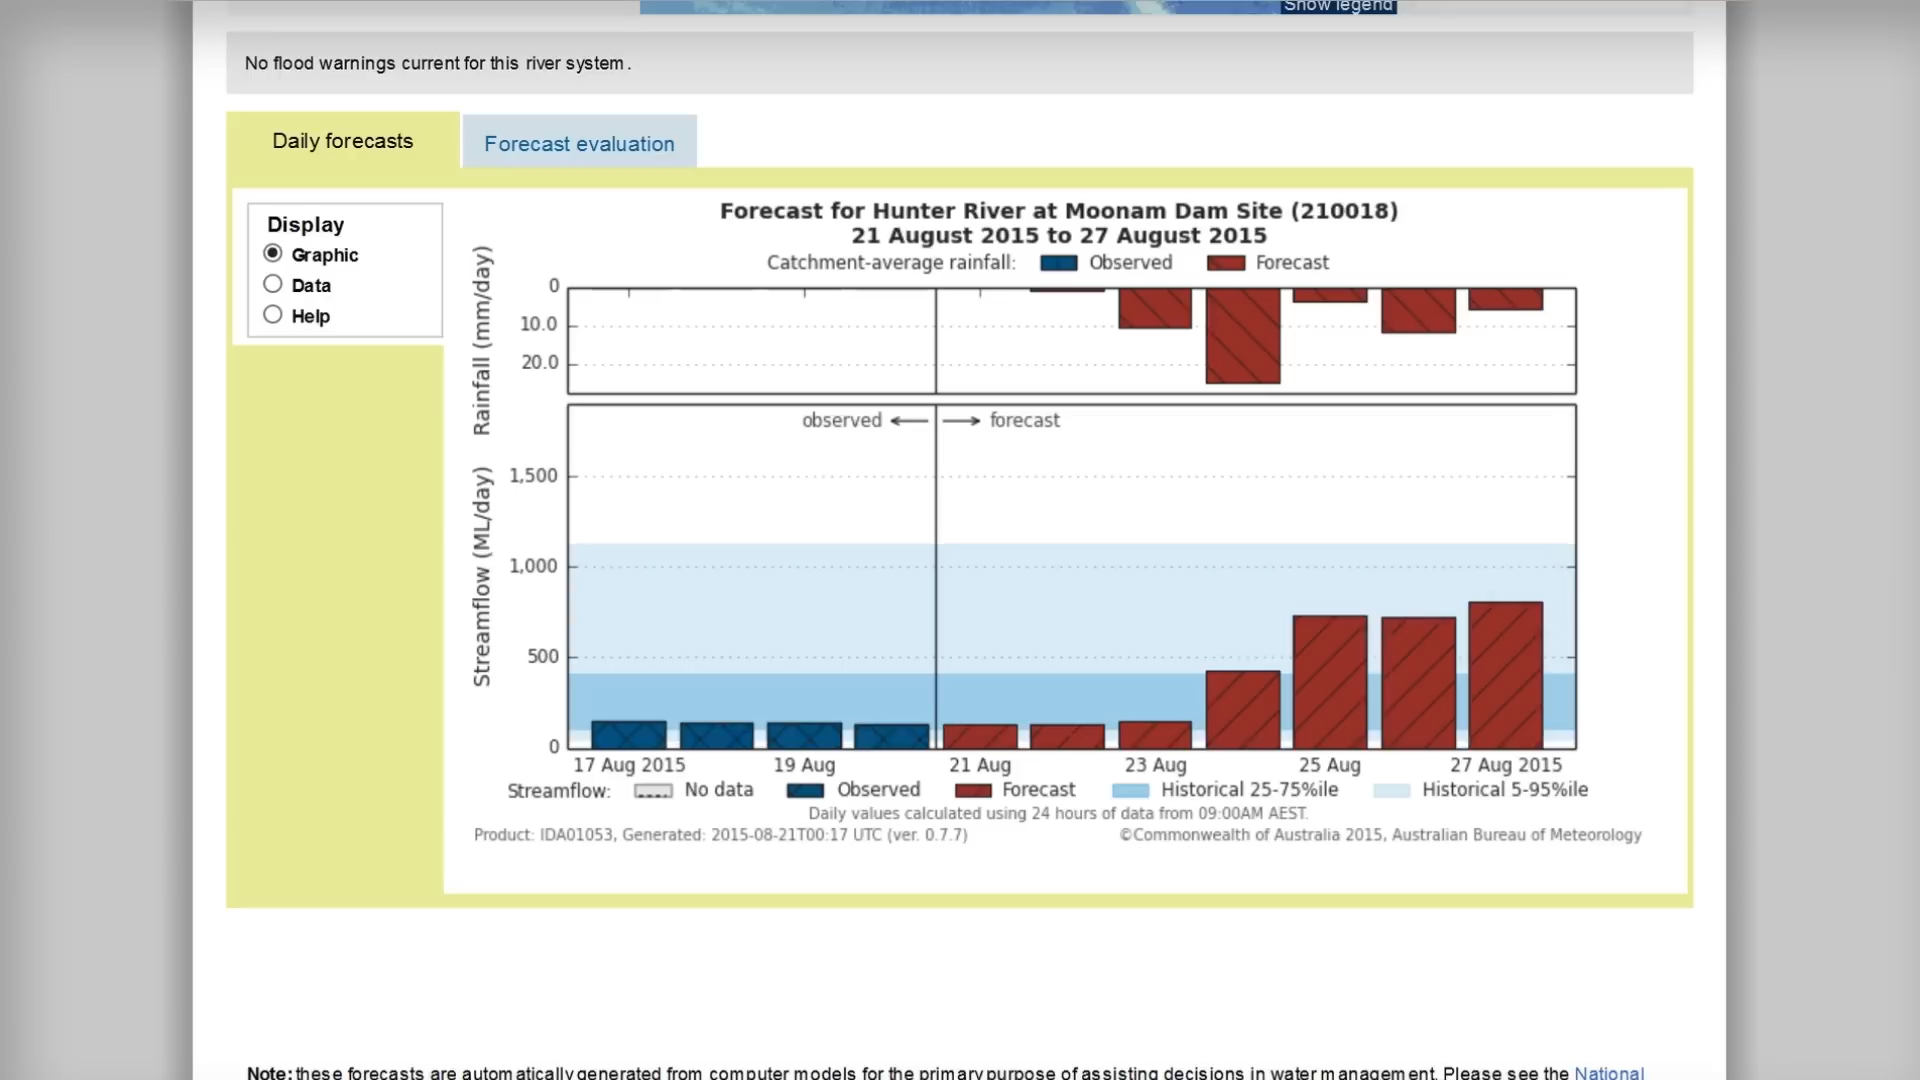 Show legend
No flood warnings current for this river system.
Daily forecasts
Forecast evaluation
Display
Graphic
Data
Help
Forecast for Hunter River at Moonam Dam Site (210018)
21 August 2015 to 27 August 2015
Catchment-average rainfall: Observed Forecast
Rainfall (mm/day)
0
10.0
20.0
observed forecast
Streamflow (ML/day)
1,500
1,000
500
0
17 Aug 2015 19 Aug 21 Aug 23 Aug 25 Aug 27 Aug 2015
Streamflow: No data Observed Forecast Historical 25-75%ile Historical 5-95%ile
Daily values calculated using 24 hours of data from 09:00AM AEST.
Product: IDA01053, Generated: 2015-08-21T00:17 UTC (ver. 0.7.7)
©Commonwealth of Australia 2015, Australian Bureau of Meteorology
Note: these forecasts are automatically generated from computer models for the primary purpose of assisting decisions in water management. Please see the National